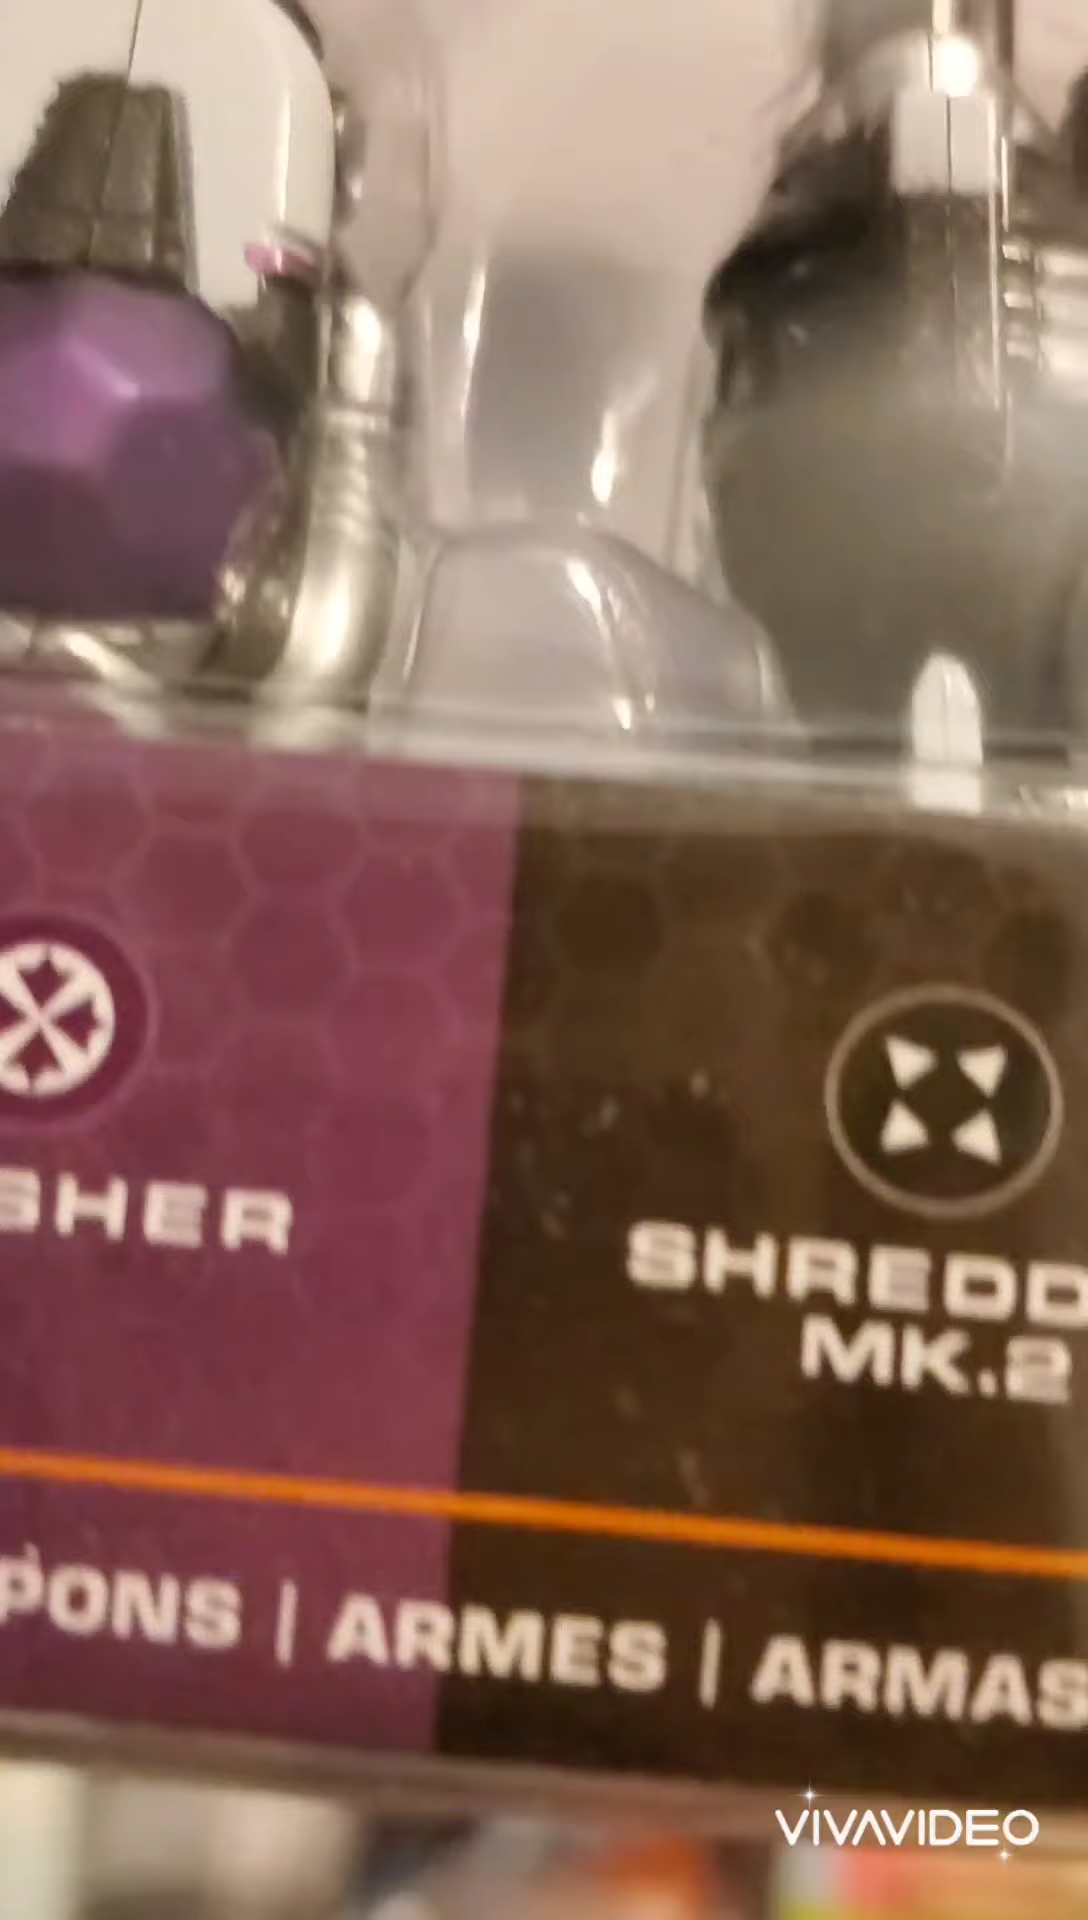 SHER
SHREDD
MK.2
PONS | ARMES | ARMAS
VIVAVIDEO